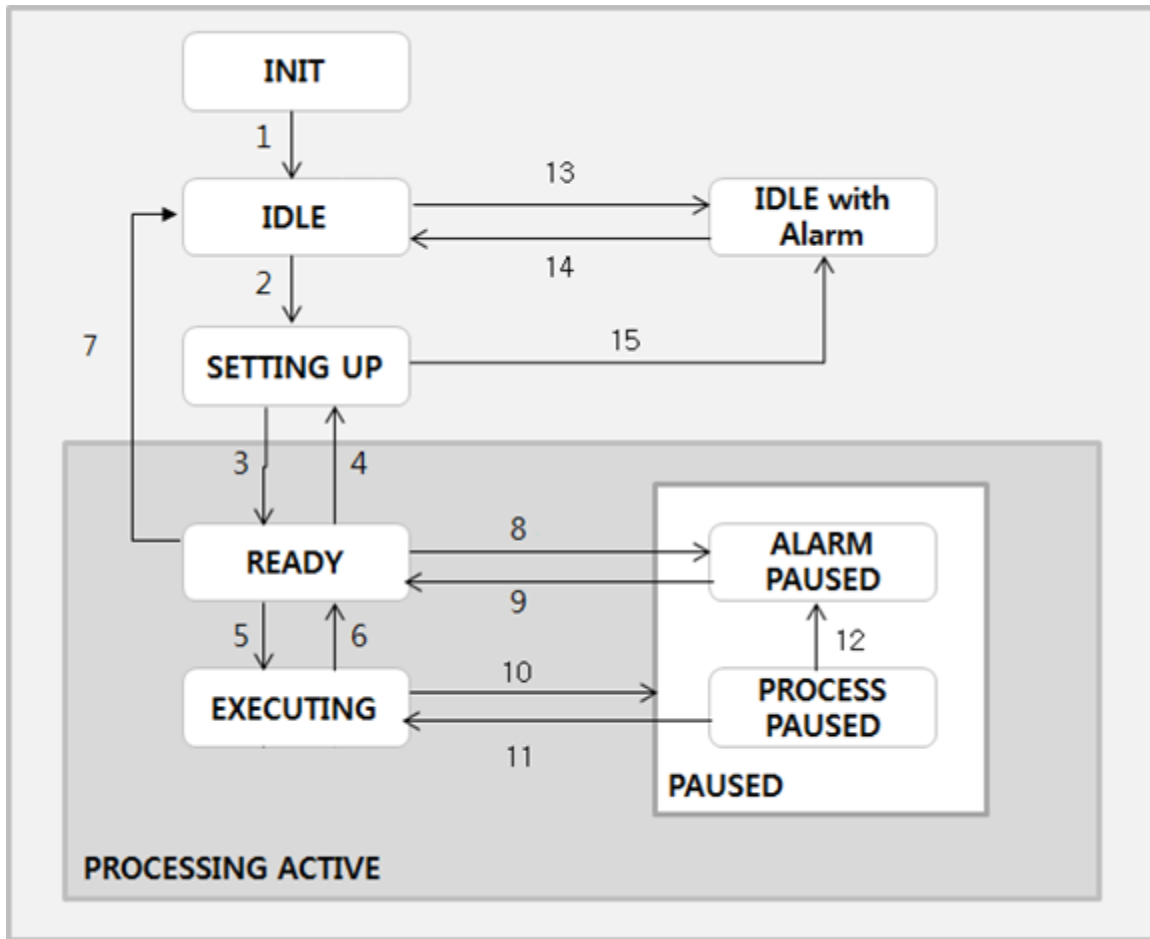 INIT
1
13
IDLE
IDLE with
Alarm
14
2
7
SETTING UP
15
3
4
READY
8
9
ALARM
PAUSED
5
6
12
EXECUTING
10
11
PROCESS
PAUSED
PAUSED
PROCESSING ACTIVE